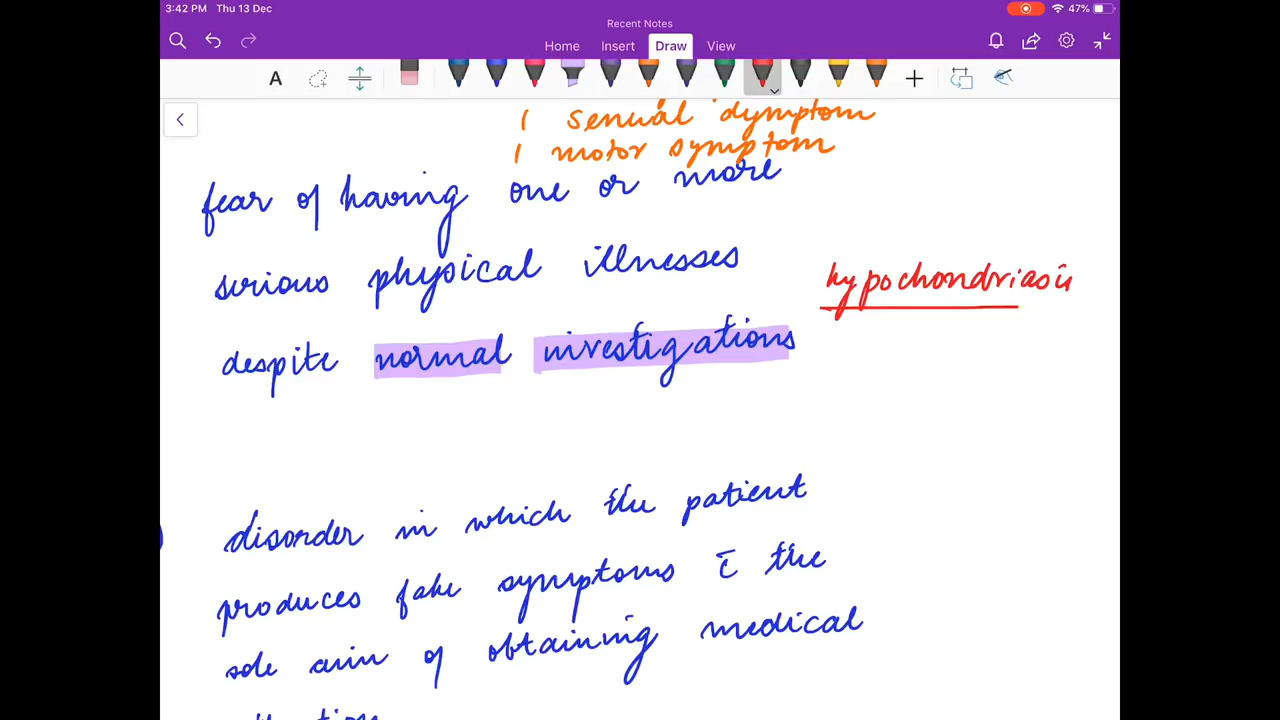 3:42 PM Thu 13 Dec
47%
Recent Notes
Home Insert Draw View
A
1 sexual dymptom
1 motor symptom
fear of having one or more
serious physical illnesses
hypochondriasis
despite normal investigations
disorder in which the patient
produces fake symptoms c̄ the
sole aim of obtaining medical